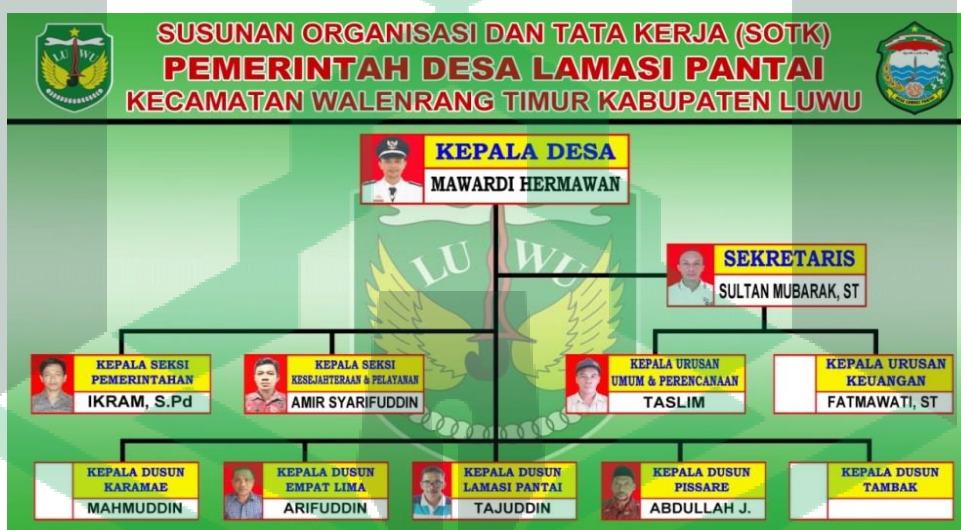 SUSUNAN ORGANISASI DAN TATA KERJA (SOTK)
PEMERINTAH DESA LAMASI PANTAI
KECAMATAN WALENRANG TIMUR KABUPATEN LUWU
LUWU
KEPALA DESA
MAWARDI HERMAWAN
LUWU
SEKRETARIS
SULTAN MUBARAK, ST
KEPALA SEKSI
PEMERINTAHAN
IKRAM, S.Pd
KEPALA SEKSI
KESEJAHTERAAN & PELAYANAN
AMIR SYARIFUDDIN
KEPALA URUSAN
UMUM & PERENCANAAN
TASLIM
KEPALA URUSAN
KEUANGAN
FATMAWATI, ST
KEPALA DUSUN
KARAMAE
MAHMUDDIN
KEPALA DUSUN
EMPAT LIMA
ARIFUDDIN
KEPALA DUSUN
LAMASI PANTAI
TAJUDDIN
KEPALA DUSUN
PISSARE
ABDULLAH J.
KEPALA DUSUN
TAMBAK